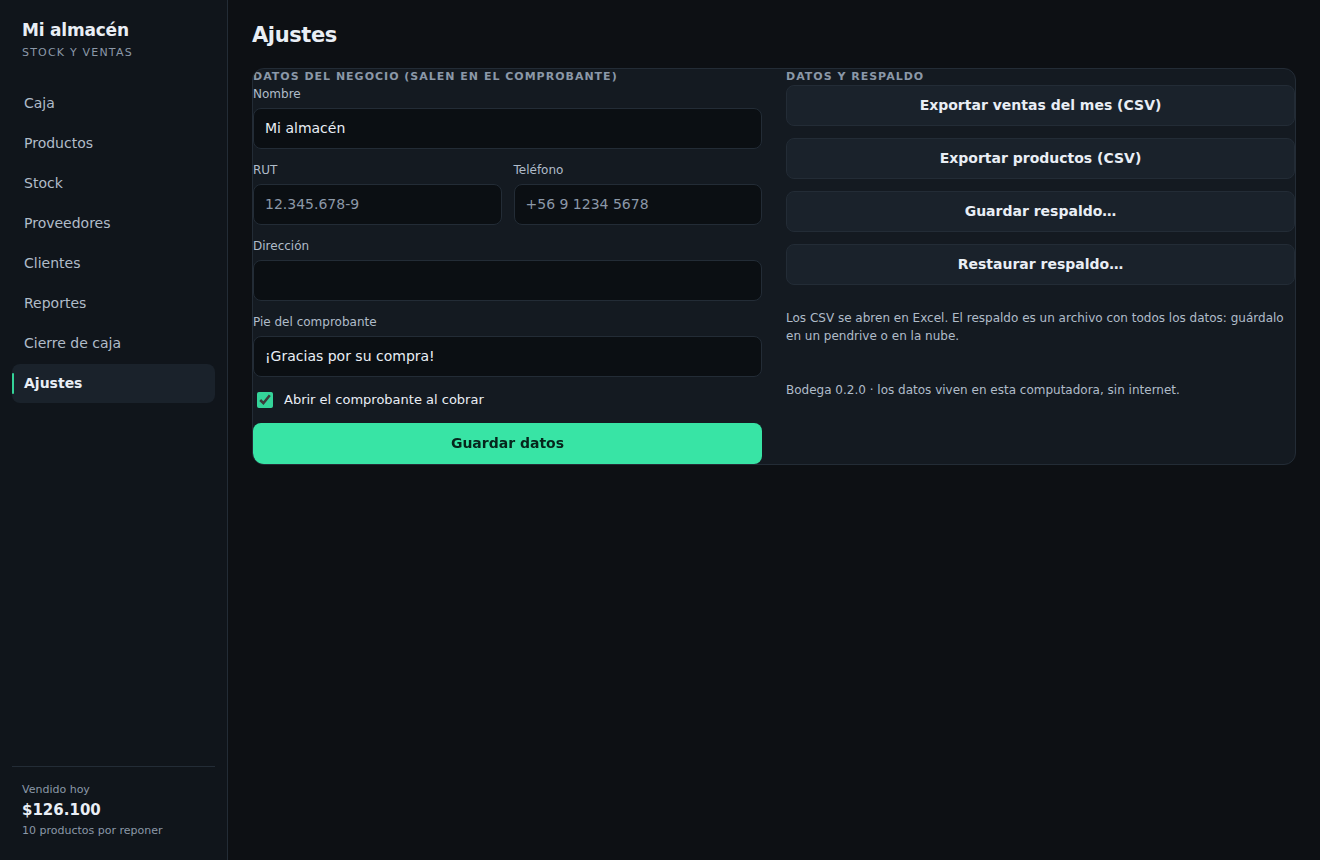 Mi almacén
STOCK Y VENTAS
Caja
Productos
Stock
Proveedores
Clientes
Reportes
Cierre de caja
Ajustes
Vendido hoy
$126.100
10 productos por reponer
Ajustes
DATOS DEL NEGOCIO (SALEN EN EL COMPROBANTE)
Nombre
Mi almacén
RUT
Teléfono
12.345.678-9
+56 9 1234 5678
Dirección
Pie del comprobante
¡Gracias por su compra!
Abrir el comprobante al cobrar
Guardar datos
DATOS Y RESPALDO
Exportar ventas del mes (CSV)
Exportar productos (CSV)
Guardar respaldo…
Restaurar respaldo…
Los CSV se abren en Excel. El respaldo es un archivo con todos los datos: guárdalo
en un pendrive o en la nube.
Bodega 0.2.0 · los datos viven en esta computadora, sin internet.